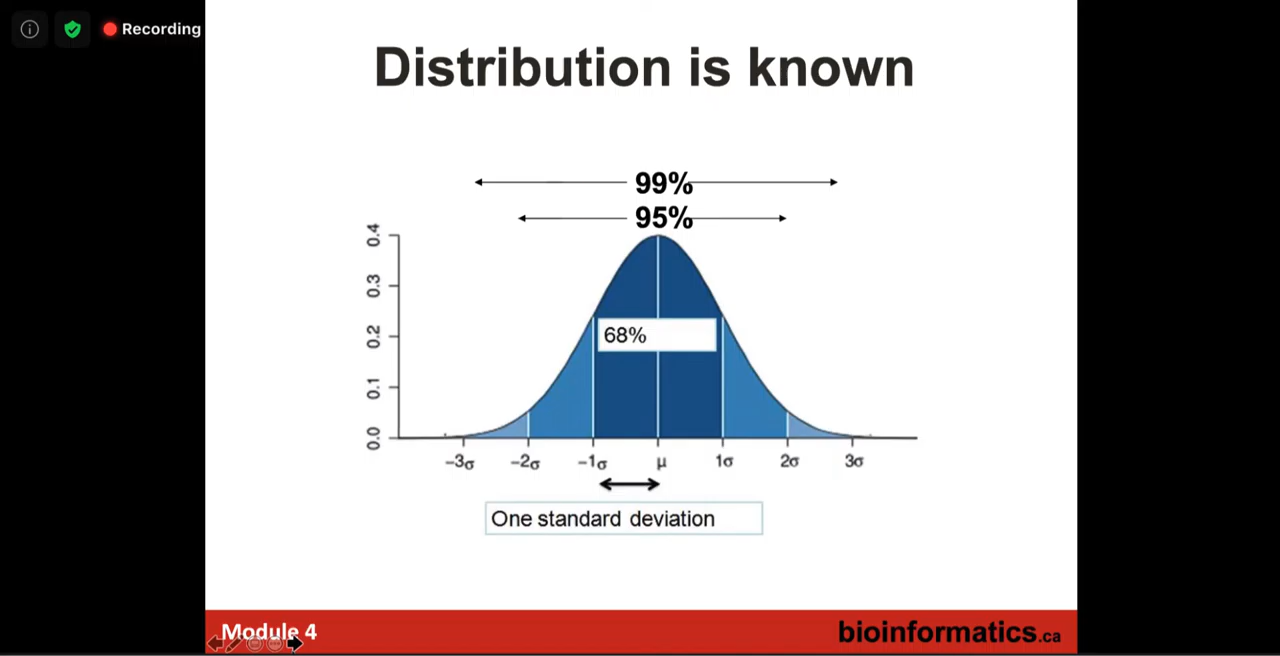 Recording
Distribution is known
99%
95%
0.4
0.3
0.2
0.1
0.0
68%
−3σ −2σ −1σ μ 1σ 2σ 3σ
One standard deviation
Module 4
bioinformatics.ca